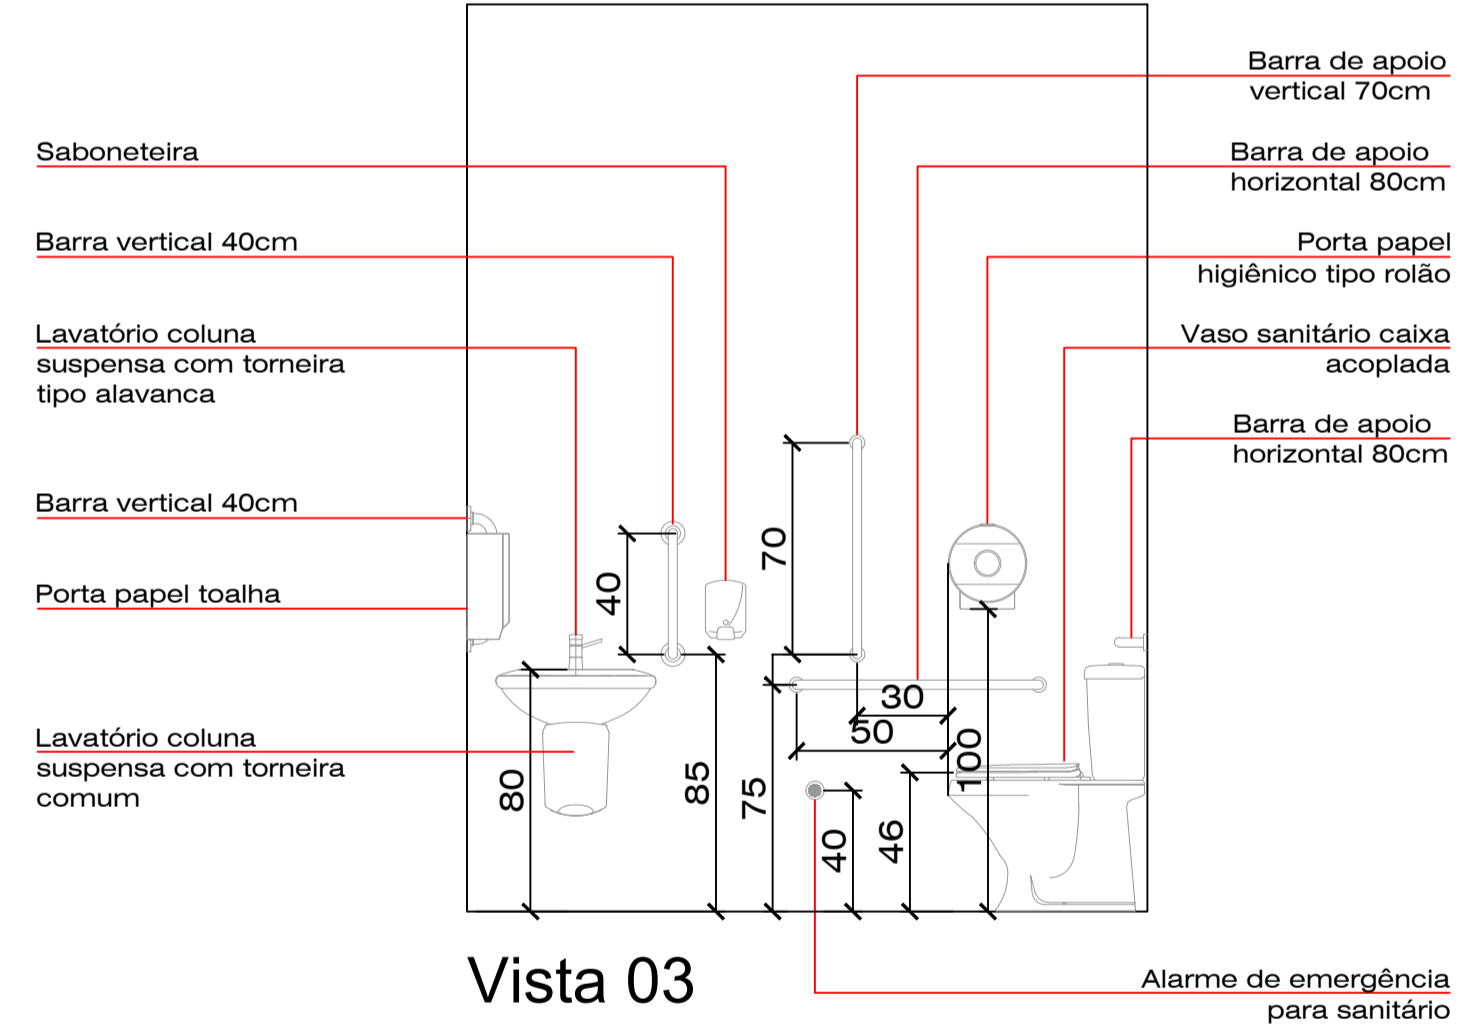 Saboneteira
Barra vertical 40cm
Lavatório coluna
suspensa com torneira
tipo alavanca
Barra vertical 40cm
Porta papel toalha
Lavatório coluna
suspensa com torneira
comum
Barra de apoio
vertical 70cm
Barra de apoio
horizontal 80cm
Porta papel
higiênico tipo rolão
Vaso sanitário caixa
acoplada
Barra de apoio
horizontal 80cm
40
70
30
50
80
85
75
40
46
100
Vista 03
Alarme de emergência
para sanitário